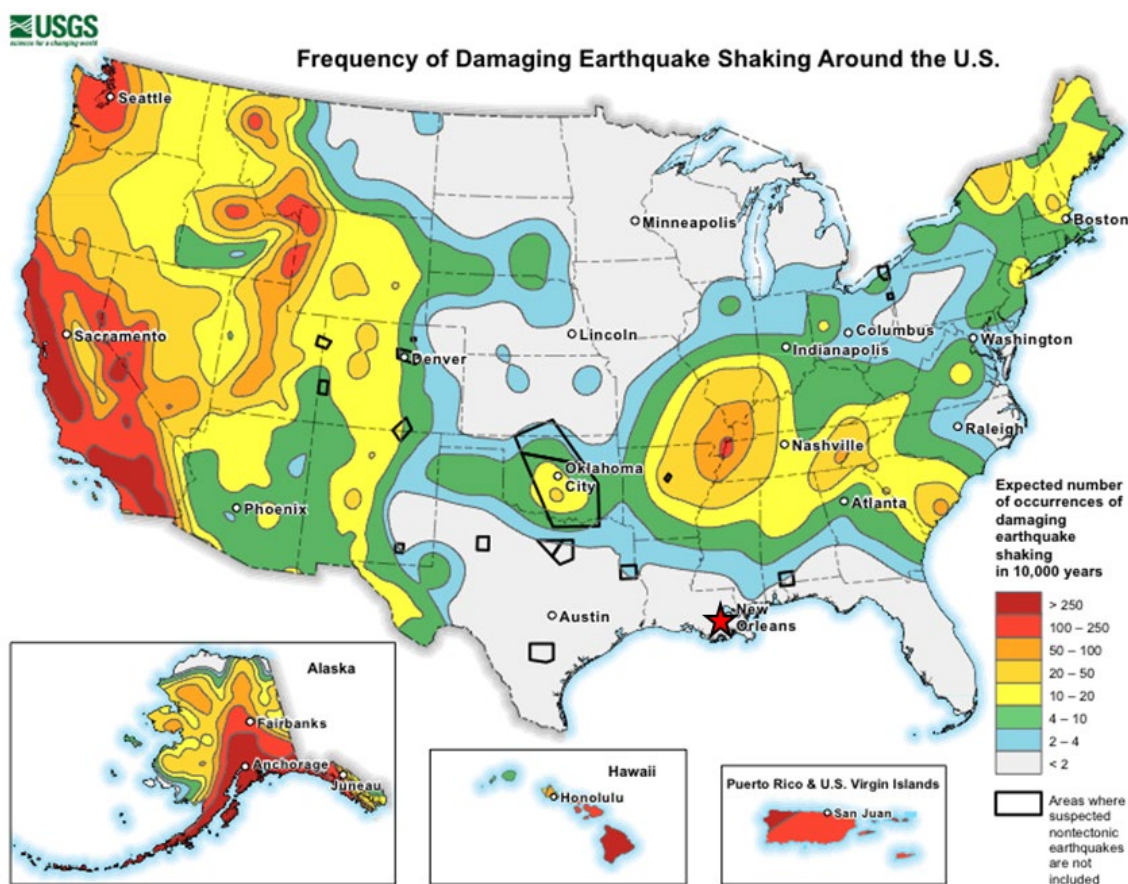 USGS
science for a changing world
Frequency of Damaging Earthquake Shaking Around the U.S.
Seattle
Minneapolis
Boston
Sacramento
Lincoln
Columbus
Washington
Denver
Indianapolis
Raleigh
Nashville
Oklahoma
City
Phoenix
Atlanta
Austin
New
Orleans
Expected number
of occurrences of
damaging
earthquake
shaking
in 10,000 years
> 250
100 – 250
50 – 100
20 – 50
10 – 20
4 – 10
2 – 4
< 2
Areas where
suspected
nontectonic
earthquakes
are not
included
Alaska
Fairbanks
Anchorage
Juneau
Hawaii
Honolulu
Puerto Rico & U.S. Virgin Islands
San Juan